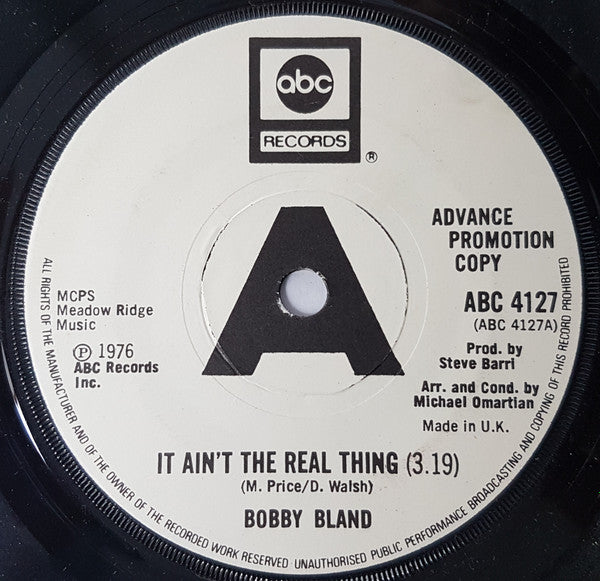 abc
RECORDS
®
A
ADVANCE
PROMOTION
COPY
ABC 4127
(ABC 4127A)
MCPS
Meadow Ridge
Music
℗ 1976
ABC Records
Inc.
Prod. by
Steve Barri
Arr. and Cond. by
Michael Omartian
Made in U.K.
IT AIN'T THE REAL THING (3.19)
(M. Price/D. Walsh)
BOBBY BLAND
ALL RIGHTS OF THE MANUFACTURER AND OF THE OWNER OF THE RECORDED WORK RESERVED · UNAUTHORISED PUBLIC PERFORMANCE BROADCASTING AND COPYING OF THIS RECORD PROHIBITED